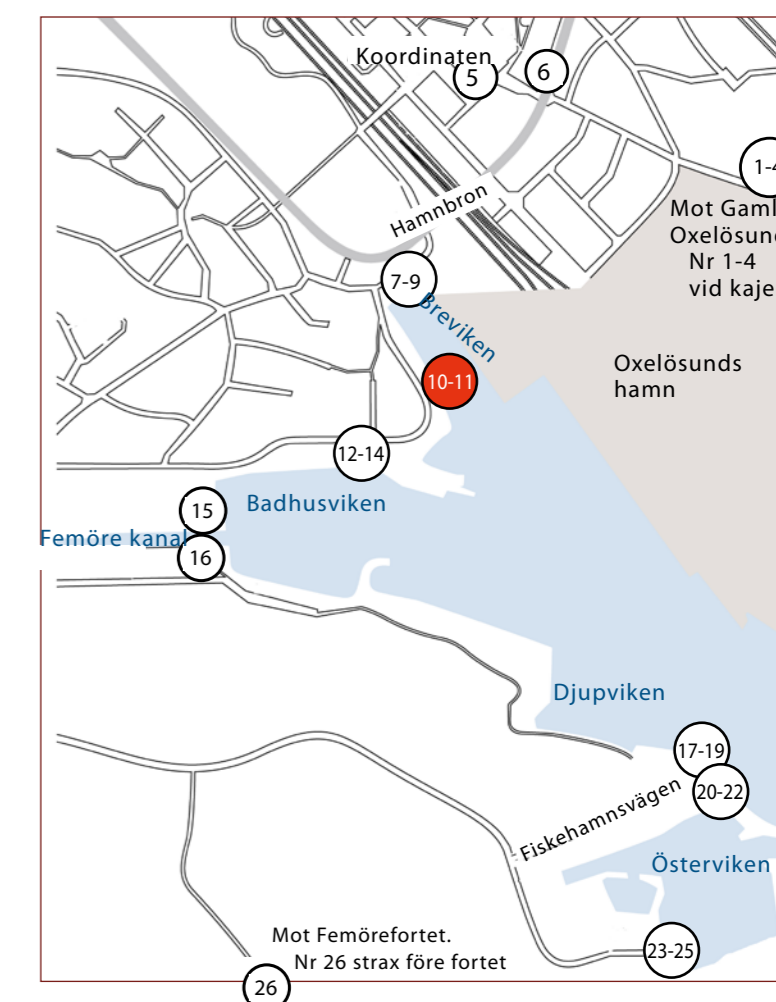 Koordinaten
5
6
1-4
Hamnbron
Mot Gaml
Oxelösund
Nr 1-4
vid kaje
7-9
Breviken
Oxelösunds
hamn
10-11
12-14
Badhusviken
15
Femöre kanal
16
Djupviken
17-19
20-22
Fiskehamnsvägen
Österviken
Mot Femörefortet.
Nr 26 strax före fortet
23-25
26